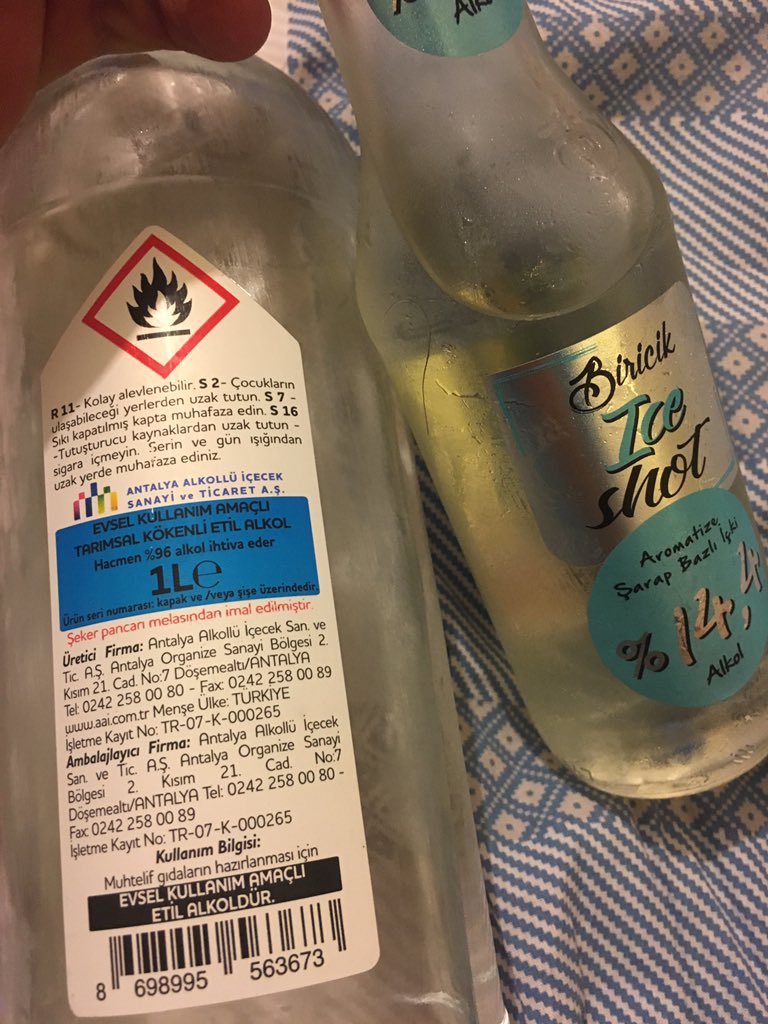 R 11- Kolay alevlenebilir. S 2- Çocukların
ulaşabileceği yerlerden uzak tutun. S 7 -
Sıkı kapatılmış kapta muhafaza edin. S 16
-Tutuşturucu kaynaklardan uzak tutun -
sigara içmeyin. Serin ve gün ışığından
uzak yerde muhafaza ediniz.
ANTALYA ALKOLLÜ İÇECEK
SANAYİ ve TİCARET A.Ş.
EVSEL KULLANIM AMAÇLI
TARIMSAL KÖKENLİ ETİL ALKOL
Hacmen %96 alkol ihtiva eder
1L℮
Ürün seri numarası: kapak ve /veya şişe üzerindedir.
Şeker pancarı melasından imal edilmiştir.
Üretici Firma: Antalya Alkollü İçecek San. ve
Tic. A.Ş. Antalya Organize Sanayi Bölgesi 2.
Kısım 21. Cad. No:7 Döşemealtı/ANTALYA
Tel: 0242 258 00 80 - Fax: 0242 258 00 89
www.aai.com.tr Menşe Ülke: TÜRKİYE
İşletme Kayıt No: TR-07-K-000265
Ambalajlayıcı Firma: Antalya Alkollü İçecek
San. ve Tic. A.Ş. Antalya Organize Sanayi
Bölgesi 2. Kısım 21. Cad. No:7
Döşemealtı/ANTALYA Tel: 0242 258 00 80 -
Fax: 0242 258 00 89
İşletme Kayıt No: TR-07-K-000265
Kullanım Bilgisi:
Muhtelif gıdaların hazırlanması için
EVSEL KULLANIM AMAÇLI
ETİL ALKOLDÜR.
8 698995 563673
Alkol
Biricik
Ice
shot
Aromatize
Şarap Bazlı İçki
%14,4
Alkol